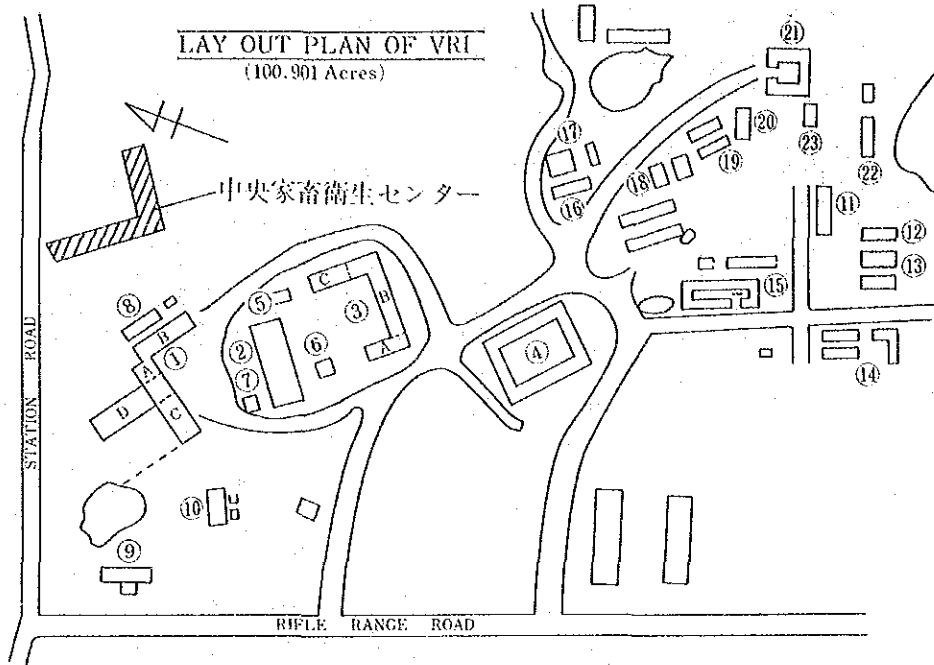 LAY OUT PLAN OF VRI
(100.901 Acres)
中央家畜衛生センター
STATION ROAD
RIFLE RANGE ROAD
㉑
⑰
⑳
㉓
⑲
㉒
⑱
⑯
⑪
⑫
⑬
⑮
⑭
⑧
B
①
A
D
C
⑤
C
B
③
②
⑥
A
⑦
④
⑩
⑨